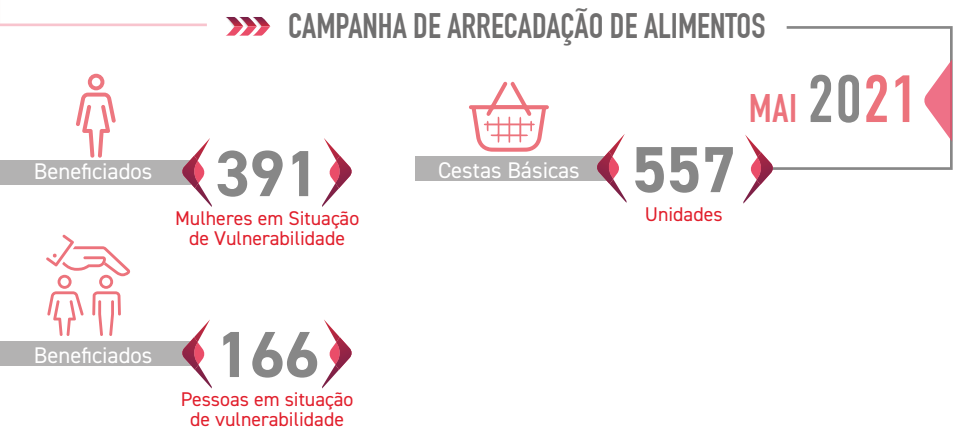 CAMPANHA DE ARRECADAÇÃO DE ALIMENTOS
MAI 2021
Beneficiados
391
Mulheres em Situação
de Vulnerabilidade
Cestas Básicas
557
Unidades
Beneficiados
166
Pessoas em situação
de vulnerabilidade